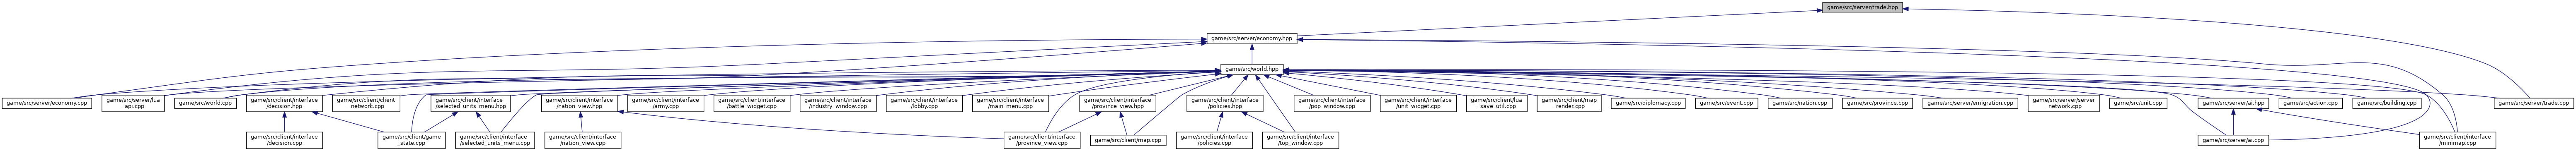 game/src/server/trade.hpp
game/src/server/economy.hpp
game/src/world.hpp
game/src/server/economy.cpp
game/src/server/lua
_api.cpp
game/src/world.cpp
game/src/client/interface
/decision.hpp
game/src/client/client
_network.cpp
game/src/client/interface
/selected_units_menu.hpp
game/src/client/interface
/nation_view.hpp
game/src/client/interface
/army.cpp
game/src/client/interface
/battle_widget.cpp
game/src/client/interface
/industry_window.cpp
game/src/client/interface
/lobby.cpp
game/src/client/interface
/main_menu.cpp
game/src/client/interface
/province_view.hpp
game/src/client/interface
/policies.hpp
game/src/client/interface
/pop_window.cpp
game/src/client/interface
/unit_widget.cpp
game/src/client/lua
_save_util.cpp
game/src/client/map
_render.cpp
game/src/diplomacy.cpp
game/src/event.cpp
game/src/nation.cpp
game/src/province.cpp
game/src/server/emigration.cpp
game/src/server/server
_network.cpp
game/src/unit.cpp
game/src/server/ai.hpp
game/src/action.cpp
game/src/building.cpp
game/src/server/trade.cpp
game/src/client/interface
/decision.cpp
game/src/client/game
_state.cpp
game/src/client/interface
/selected_units_menu.cpp
game/src/client/interface
/nation_view.cpp
game/src/client/interface
/province_view.cpp
game/src/client/map.cpp
game/src/client/interface
/policies.cpp
game/src/client/interface
/top_window.cpp
game/src/server/ai.cpp
game/src/client/interface
/minimap.cpp